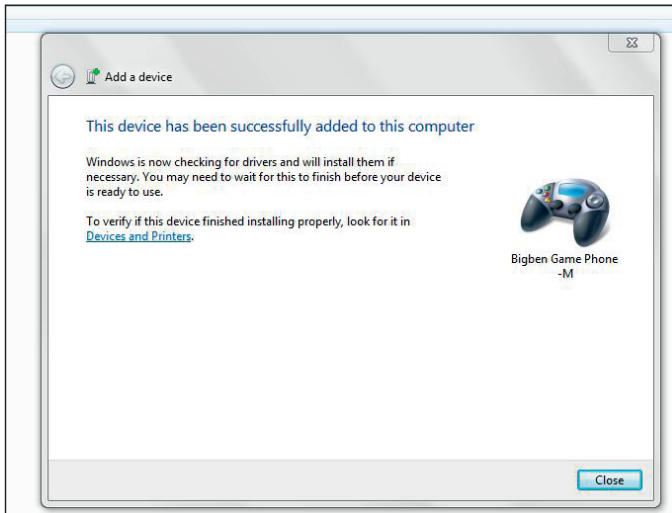 Add a device
This device has been successfully added to this computer
Windows is now checking for drivers and will install them if
necessary. You may need to wait for this to finish before your device
is ready to use.
To verify if this device finished installing properly, look for it in
Devices and Printers.
Bigben Game Phone
-M
Close